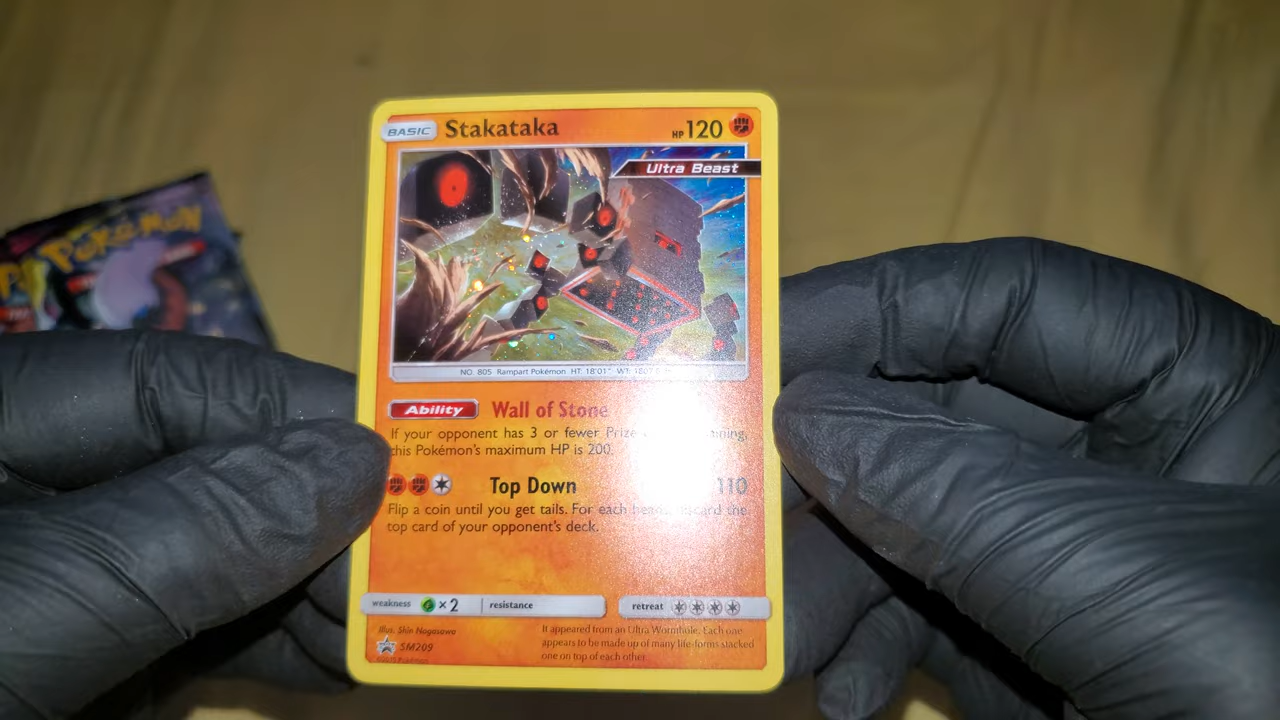 BASIC Stakataka HP 120
Ultra Beast
NO. 805 Rampart Pokémon HT: 18'01" WT:
Ability Wall of Stone
If your opponent has 3 or fewer Prize
this Pokémon's maximum HP is 200.
Top Down 110
Flip a coin until you get tails. For each discard the
top card of your opponent's deck.
weakness ×2 resistance retreat
Illus. Shin Nagasawa
SM209
It appeared from an Ultra Wormhole. Each one
appears to be made up of many life-forms stacked
one on top of each other.
Pokémon